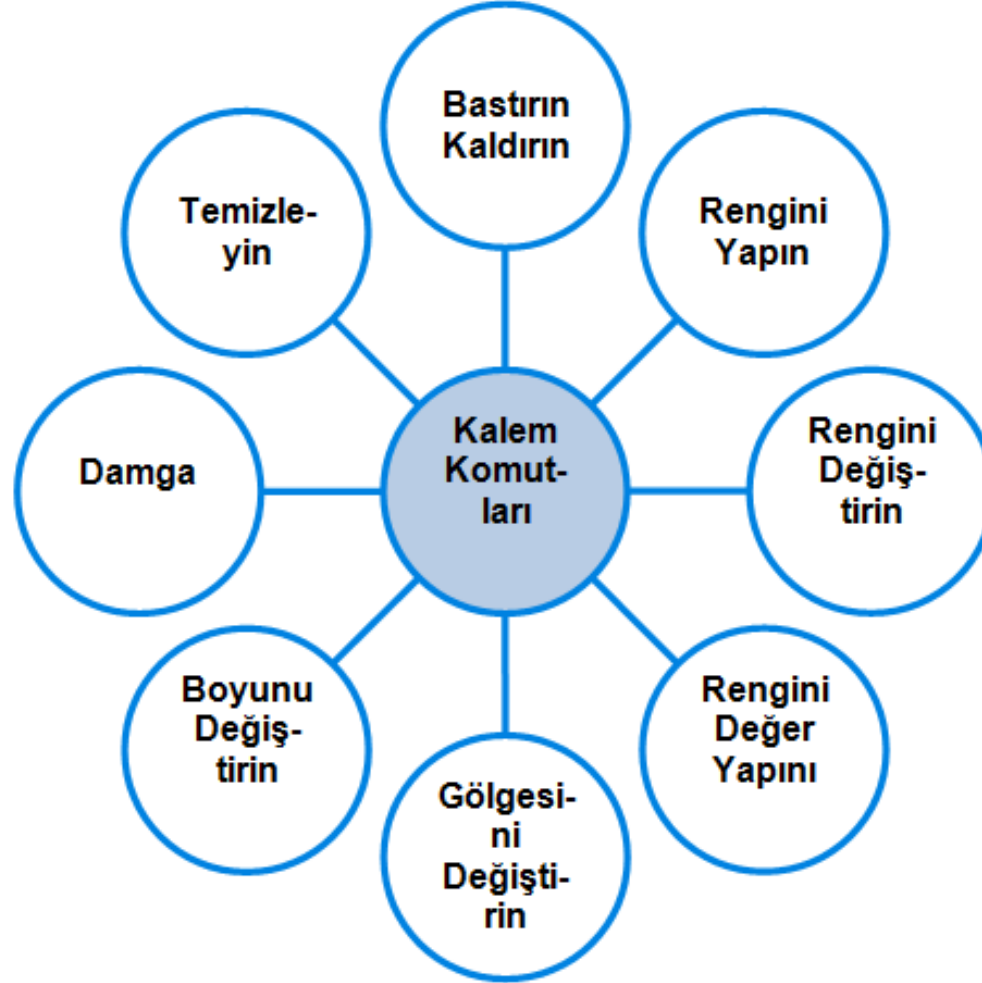 Bastırın
Kaldırın
Rengini
Yapın
Rengini
Değiş-
tirin
Rengini
Değer
Yapını
Gölgesi-
ni
Değişti-
rin
Boyunu
Değiş-
tirin
Damga
Temizle-
yin
Kalem
Komut-
ları